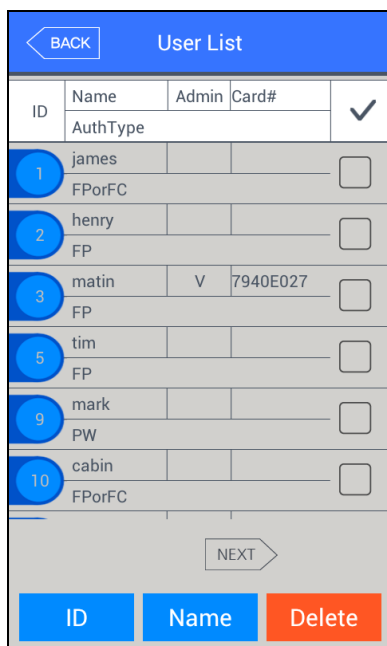 BACK User List
ID Name Admin Card#
AuthType
1 james
FPorFC
2 henry
FP
3 matin V 7940E027
FP
5 tim
FP
9 mark
PW
10 cabin
FPorFC
NEXT
ID Name Delete